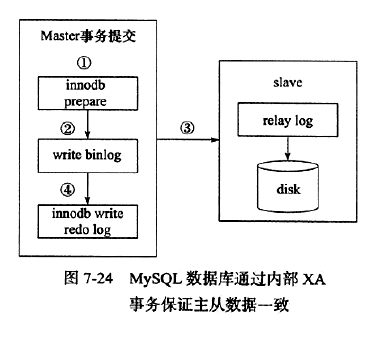 Master事务提交
①
innodb
prepare
②
write binlog
④
innodb write
redo log
③
slave
relay log
disk
图 7-24 MySQL 数据库通过内部 XA
事务保证主从数据一致